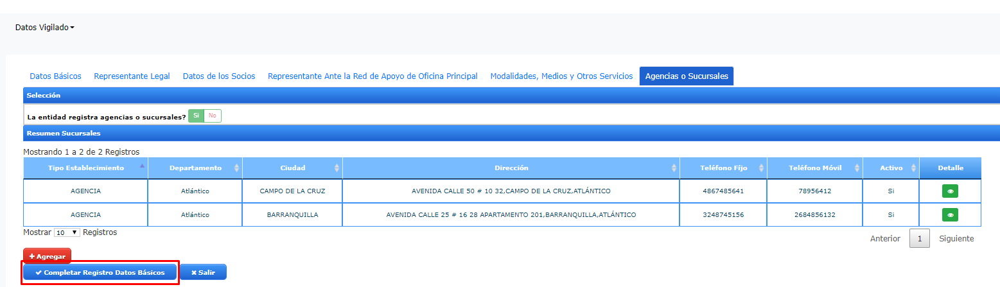 Datos Vigilado
Datos Básicos Representante Legal Datos de los Socios Representante Ante la Red de Apoyo de Oficina Principal Modalidades, Medios y Otros Servicios Agencias o Sucursales
Selección
La entidad registra agencias o sucursales? Si No
Resumen Sucursales
Mostrando 1 a 2 de 2 Registros
Tipo Establecimiento Departamento Ciudad Dirección Teléfono Fíjo Teléfono Móvil Activo Detalle
AGENCIA Atlántico CAMPO DE LA CRUZ AVENIDA CALLE 50 # 10 32,CAMPO DE LA CRUZ,ATLÁNTICO 4867485641 78956412 Si
AGENCIA Atlántico BARRANQUILLA AVENIDA CALLE 25 # 16 28 APARTAMENTO 201,BARRANQUILLA,ATLÁNTICO 3248745156 2684856132 Si
Mostrar 10 Registros
Anterior 1 Siguiente
+ Agregar
✔ Completar Registro Datos Básicos ✖ Salir